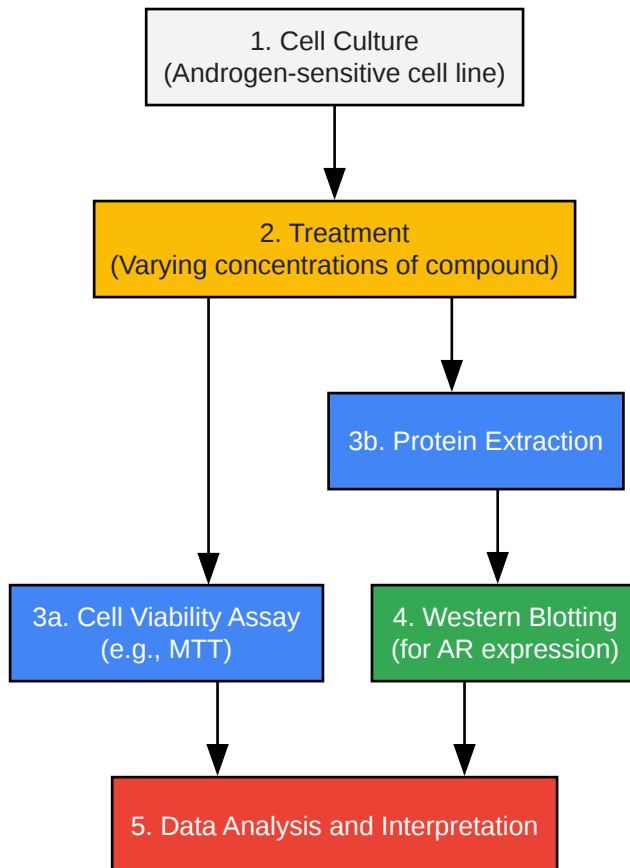 1. Cell Culture
(Androgen-sensitive cell line)
2. Treatment
(Varying concentrations of compound)
3b. Protein Extraction
3a. Cell Viability Assay
(e.g., MTT)
4. Western Blotting
(for AR expression)
5. Data Analysis and Interpretation